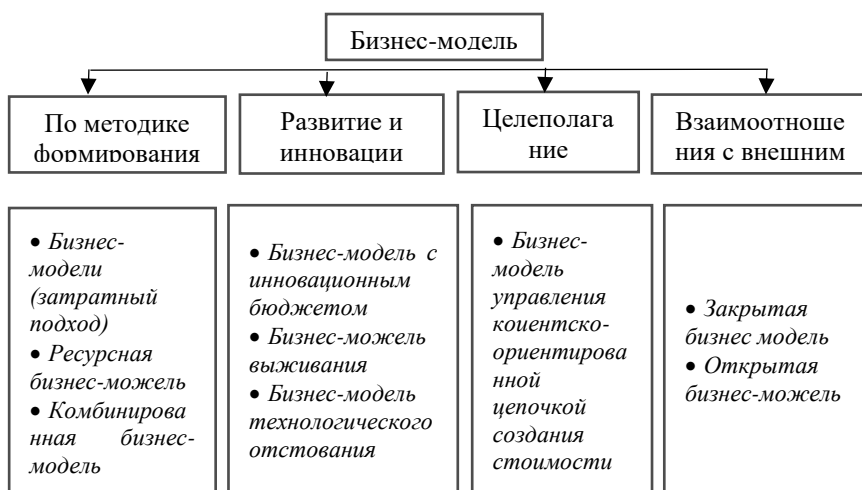 Бизнес-модель
По методике
формирования
Развитие и
инновации
Целеполага
ние
Взаимоотноше
ния с внешним
• Бизнес-
модели
(затратный
подход)
• Ресурсная
бизнес-можель
• Комбинирова
нная бизнес-
модель
• Бизнес-модель с
инновационным
бюджетом
• Бизнес-можель
выживания
• Бизнес-модель
технологического
отстования
• Бизнес-
модель
управления
коиентско-
ориентирова
нной
цепочкой
создания
стоимости
• Закрытая
бизнес модель
• Открытая
бизнес-можель